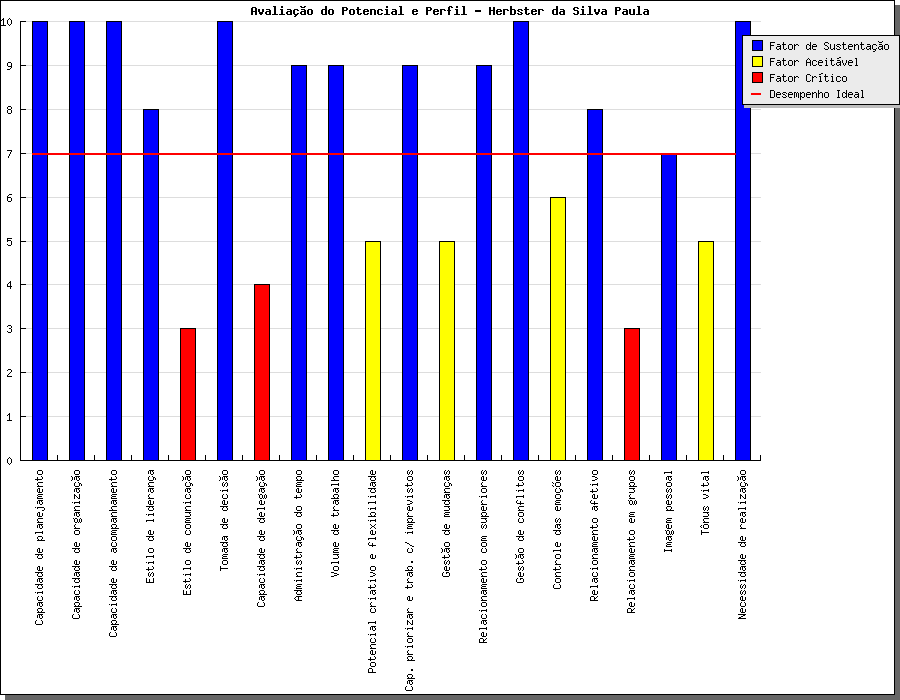 Avaliação do Potencial e Perfil - Herbster da Silva Paula
10
9
8
7
6
5
4
3
2
1
0
Fator de Sustentação
Fator Aceitável
Fator Crítico
Desempenho Ideal
Capacidade de planejamento
Capacidade de organização
Capacidade de acompanhamento
Estilo de liderança
Estilo de comunicação
Tomada de decisão
Capacidade de delegação
Administração do tempo
Volume de trabalho
Potencial criativo e flexibilidade
Cap. priorizar e trab. c/ imprevistos
Gestão de mudanças
Relacionamento com superiores
Gestão de conflitos
Controle das emoções
Relacionamento afetivo
Relacionamento em grupos
Imagem pessoal
Tônus vital
Necessidade de realização